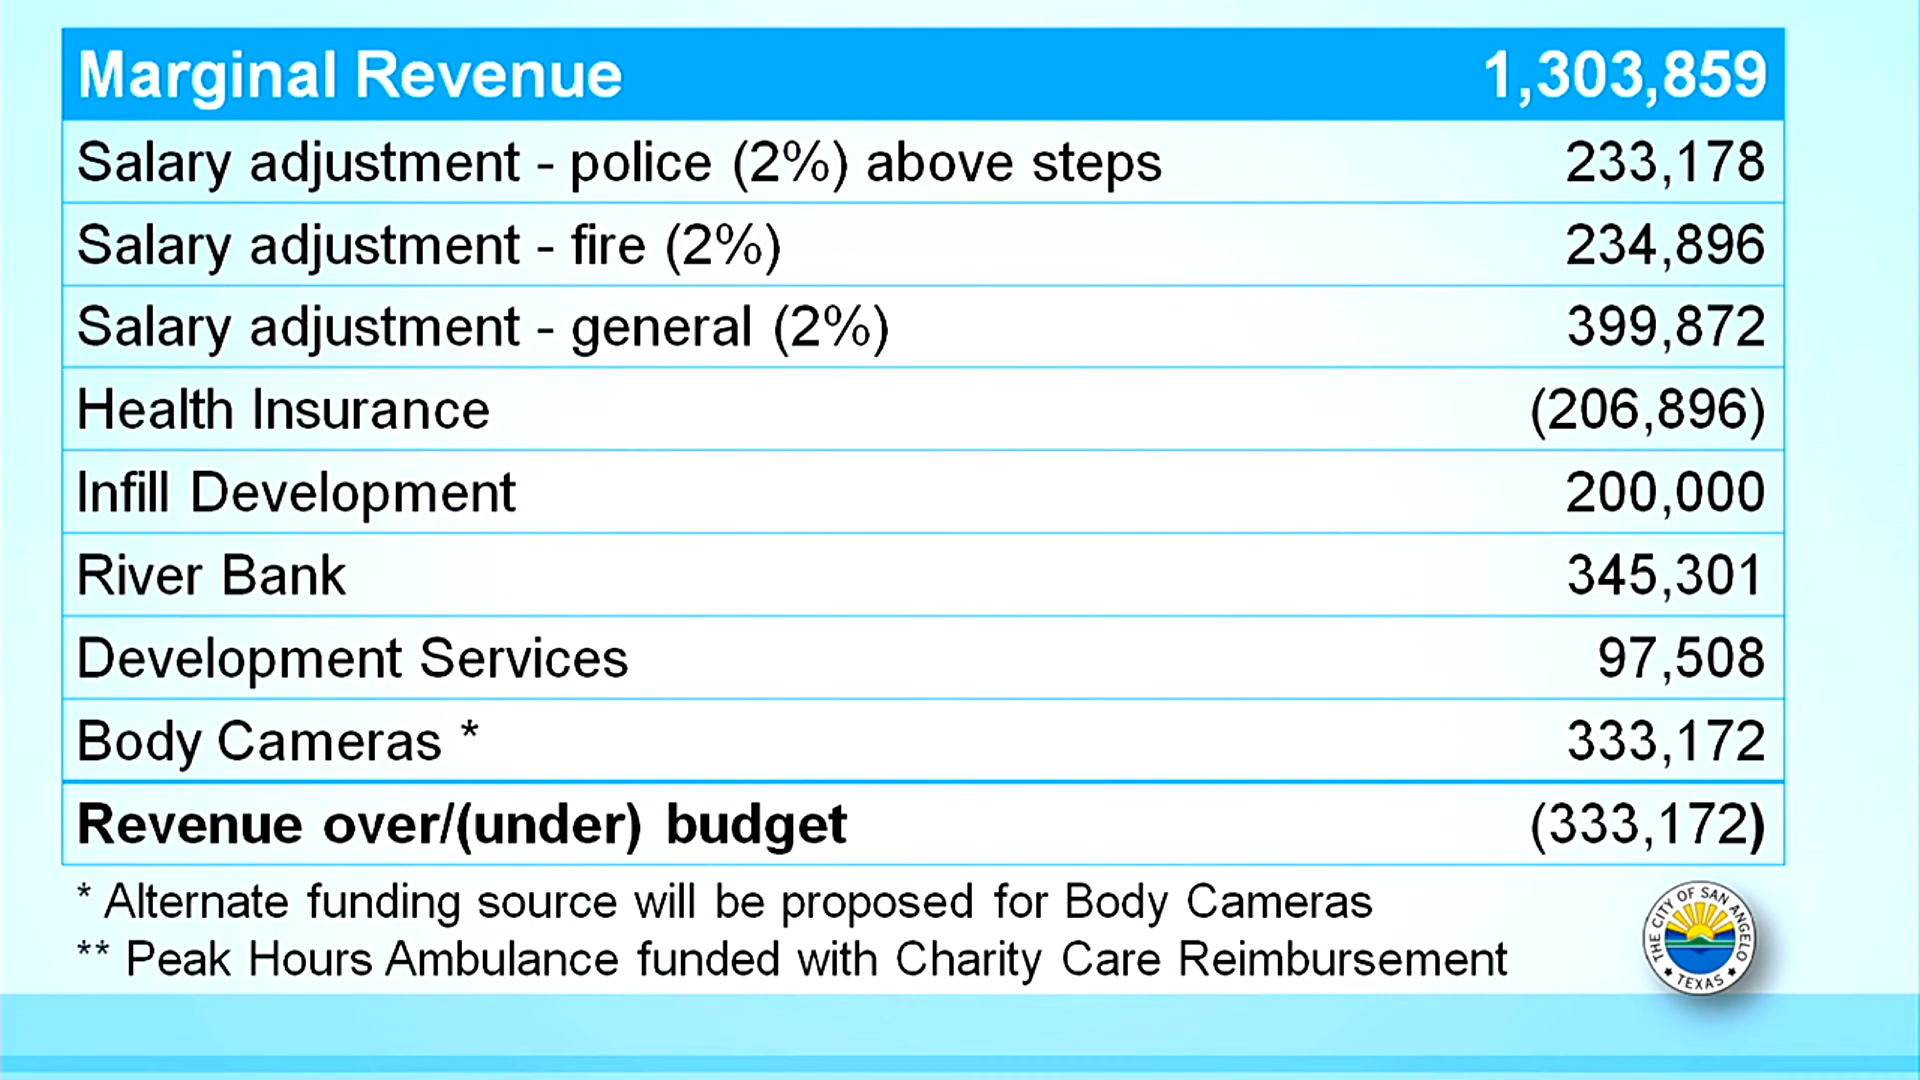 Marginal Revenue 1,303,859
Salary adjustment - police (2%) above steps 233,178
Salary adjustment - fire (2%) 234,896
Salary adjustment - general (2%) 399,872
Health Insurance (206,896)
Infill Development 200,000
River Bank 345,301
Development Services 97,508
Body Cameras * 333,172
Revenue over/(under) budget (333,172)
* Alternate funding source will be proposed for Body Cameras
** Peak Hours Ambulance funded with Charity Care Reimbursement
THE CITY OF SAN ANGELO
TEXAS